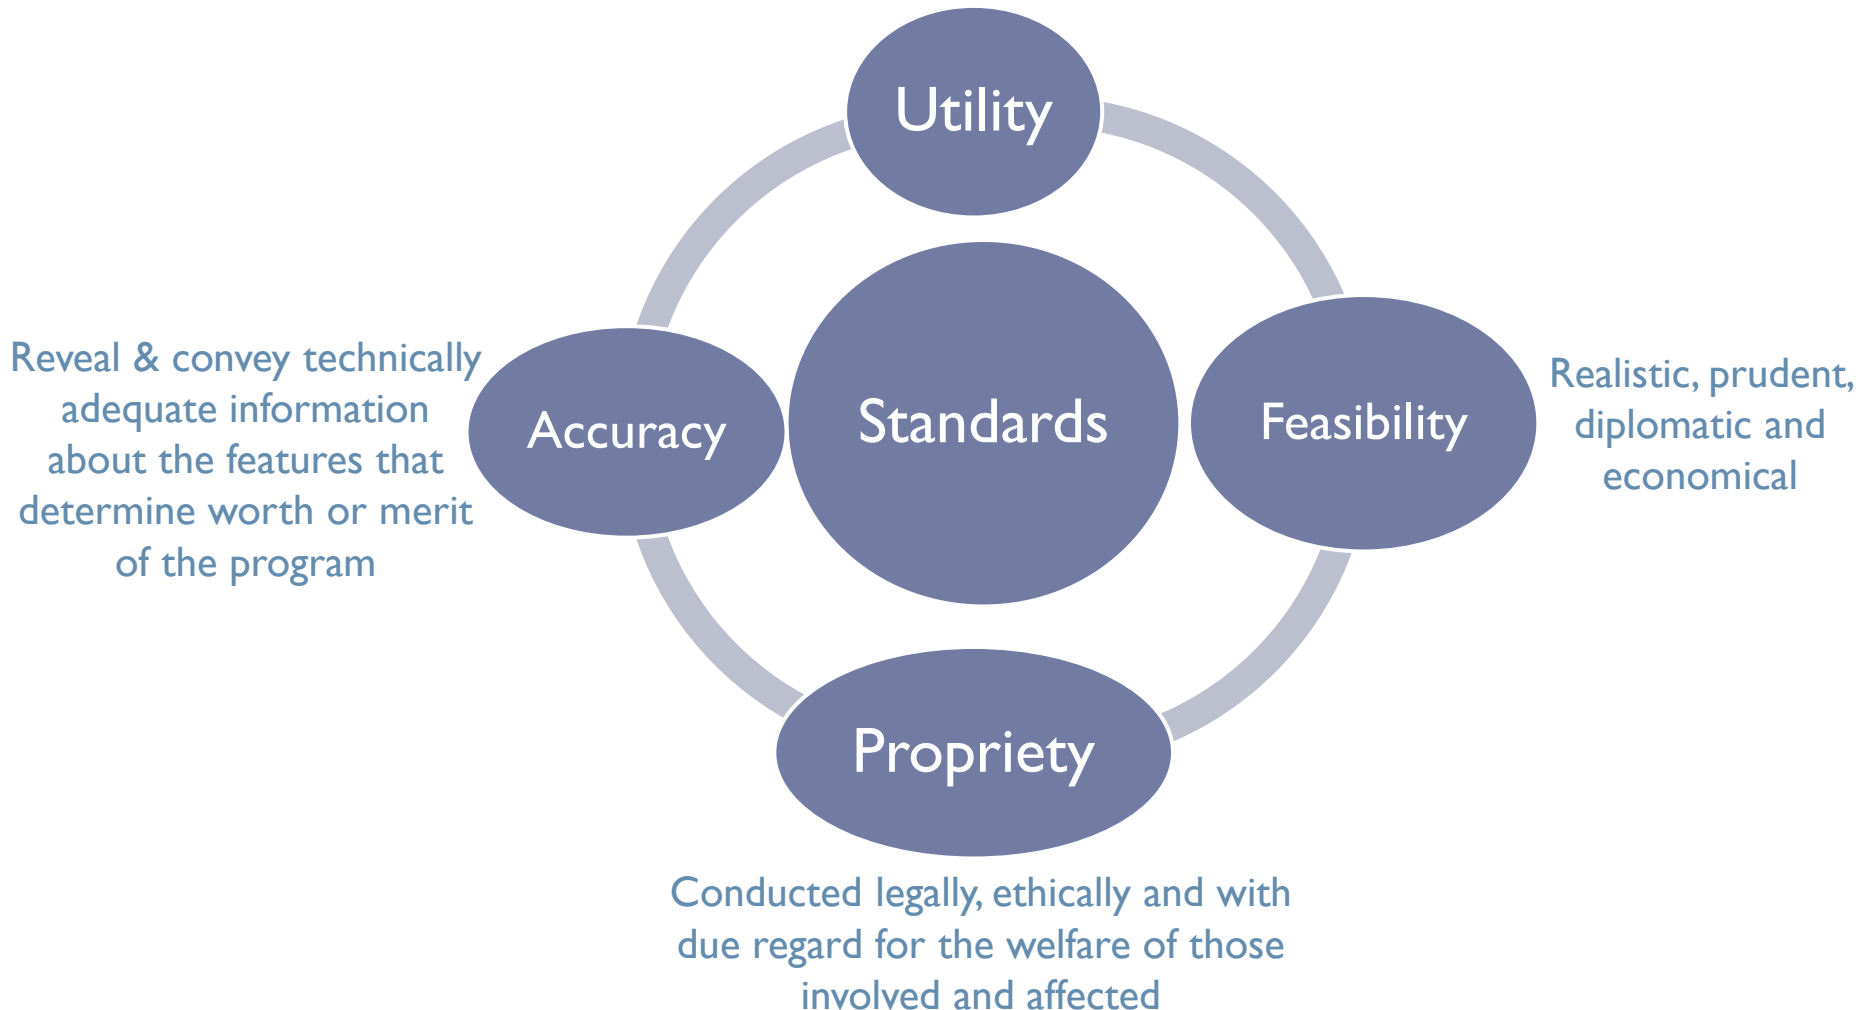 Utility
Reveal & convey technically
adequate information
about the features that
determine worth or merit
of the program
Accuracy
Standards
Feasibility
Realistic, prudent,
diplomatic and
economical
Propriety
Conducted legally, ethically and with
due regard for the welfare of those
involved and affected